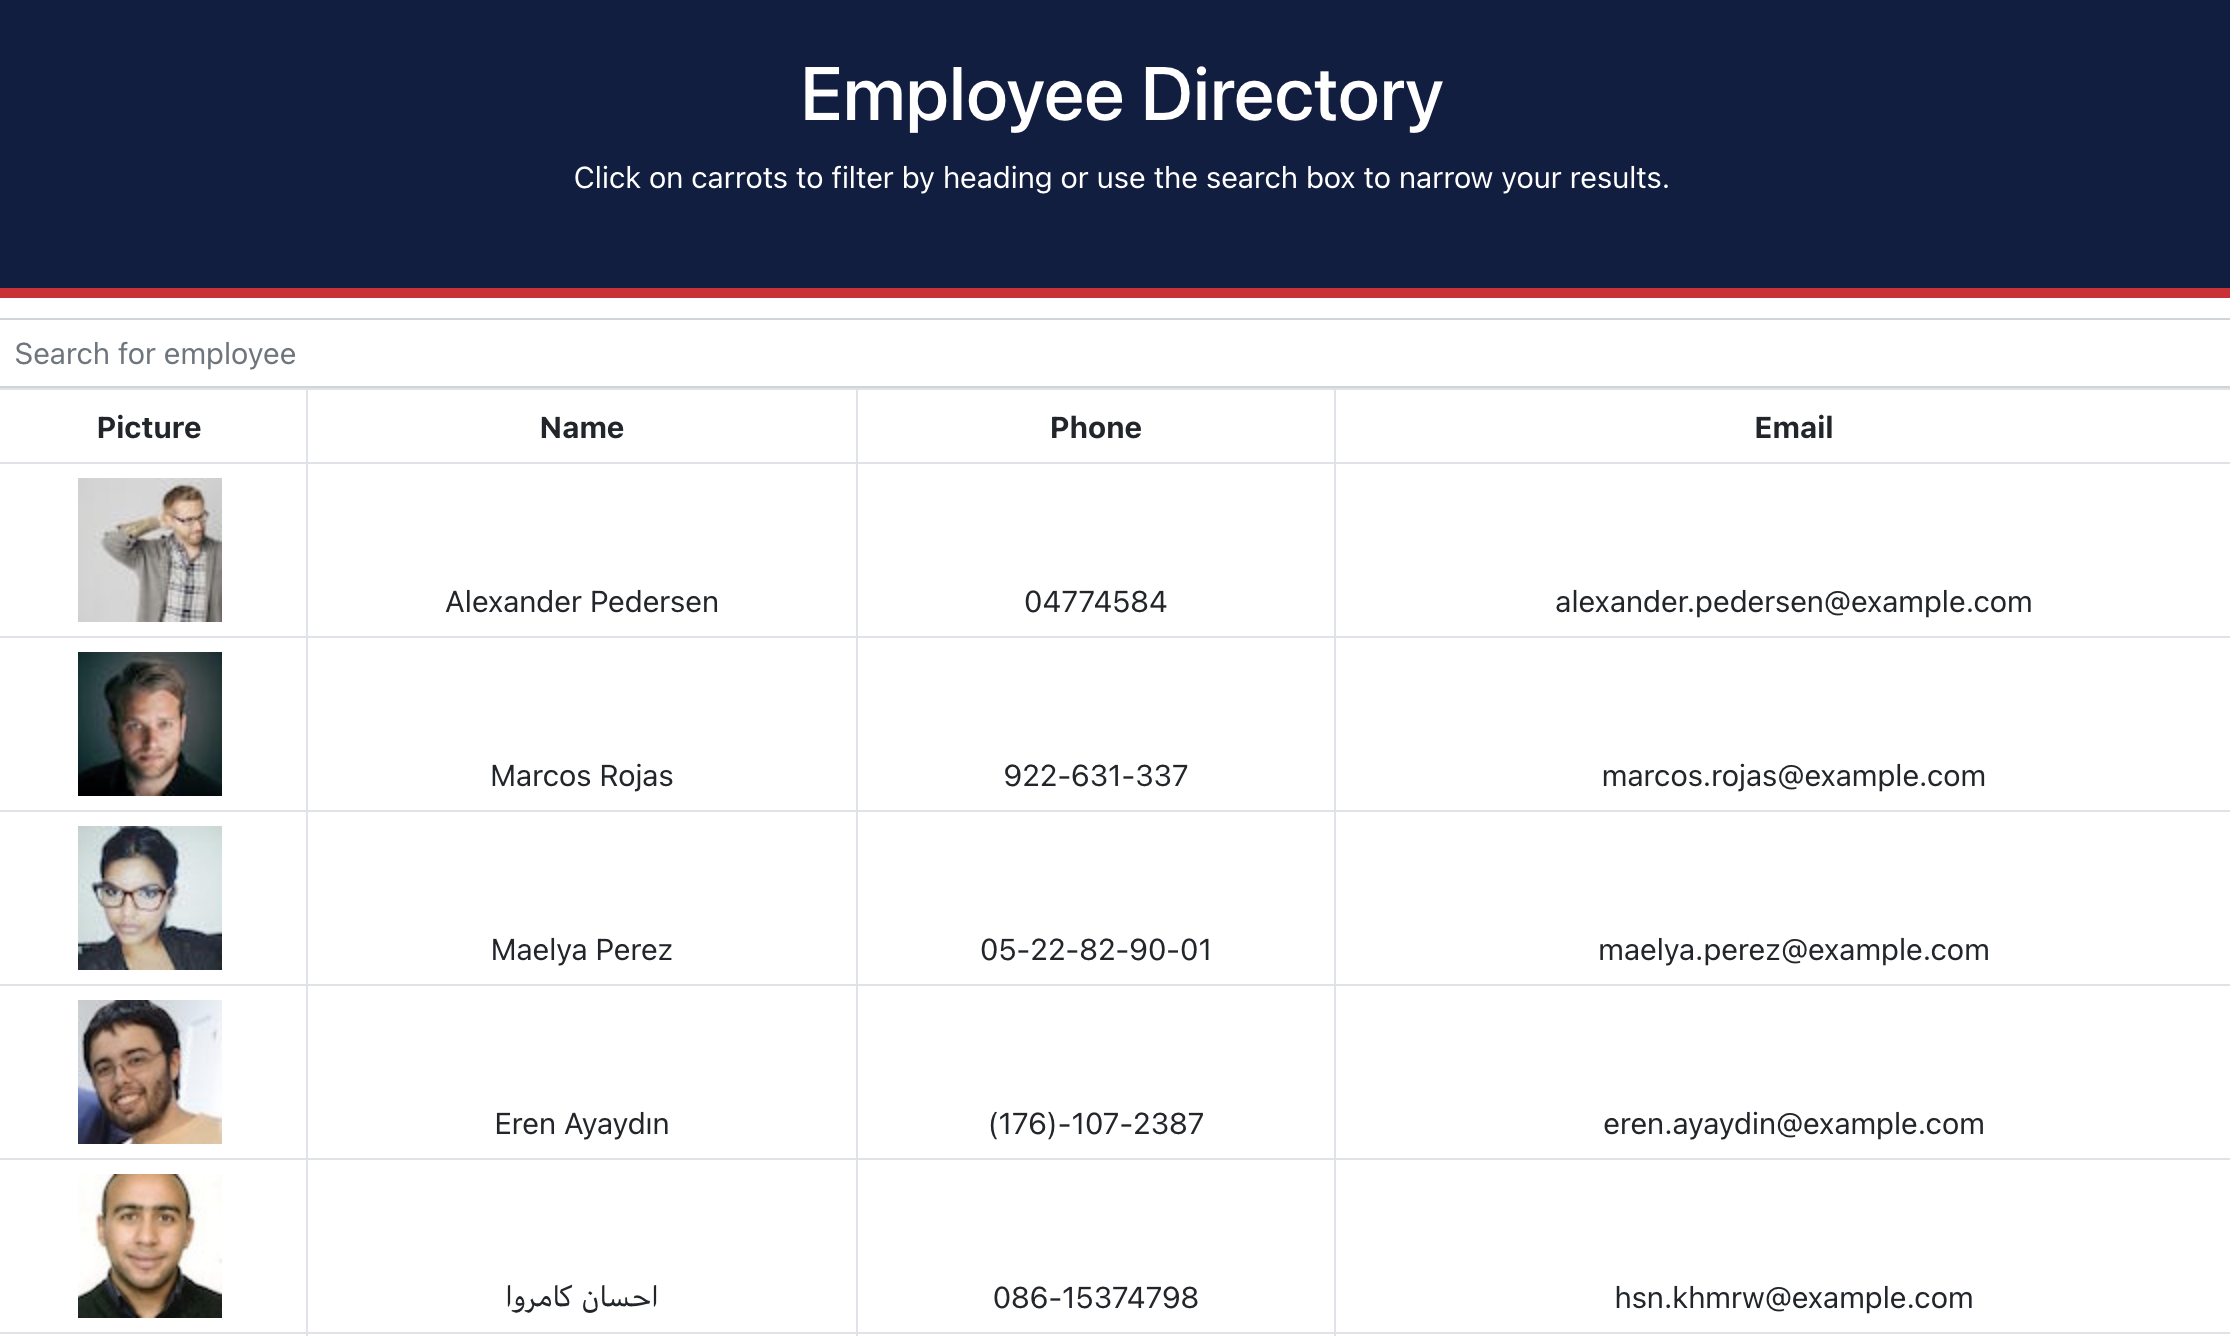 Employee Directory
Click on carrots to filter by heading or use the search box to narrow your results.
Search for employee
Picture Name Phone Email
Alexander Pedersen 04774584 alexander.pedersen@example.com
Marcos Rojas 922-631-337 marcos.rojas@example.com
Maelya Perez 05-22-82-90-01 maelya.perez@example.com
Eren Ayaydın (176)-107-2387 eren.ayaydin@example.com
احسان کامروا 086-15374798 hsn.khmrw@example.com